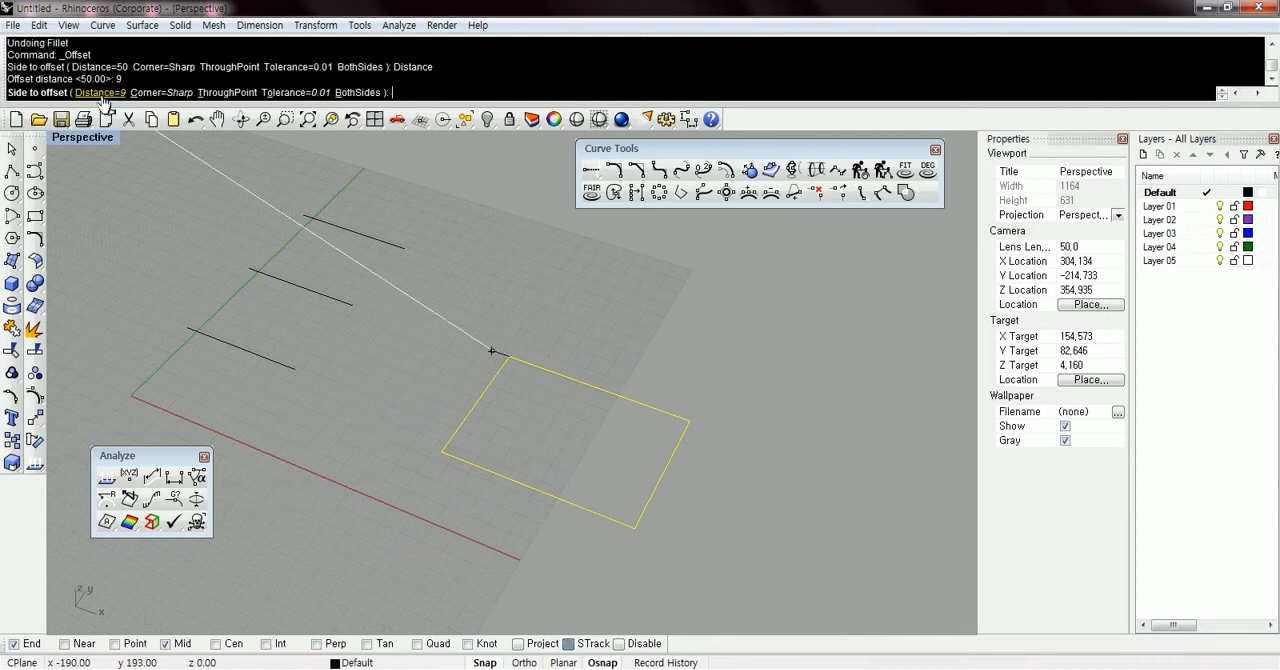 Untitled - Rhinoceros (Corporate) - [Perspective]
File Edit View Curve Surface Solid Mesh Dimension Transform Tools Analyze Render Help
Undoing Fillet
Command: _Offset
Side to offset ( Distance=50 Corner=Sharp ThroughPoint Tolerance=0.01 BothSides ): Distance
Offset distance <50.00>: 9
Side to offset ( Distance=9 Corner=Sharp ThroughPoint Tolerance=0.01 BothSides ):
Perspective
Curve Tools
FIT DEG
FAIR
Properties
Viewport
Title Perspective
Width 1164
Height 631
Projection Perspect...
Camera
Lens Len... 50.0
X Location 304.134
Y Location -214.733
Z Location 354.935
Location Place...
Target
X Target 154.573
Y Target 82.646
Z Target 4.160
Location Place...
Wallpaper
Filename (none) ...
Show
Gray
Layers - All Layers
Name M
Default
Layer 01
Layer 02
Layer 03
Layer 04
Layer 05
Analyze
z y
x
End Near Point Mid Cen Int Perp Tan Quad Knot Project STrack Disable
CPlane x -190.00 y 193.00 z 0.00 Default Snap Ortho Planar Osnap Record History